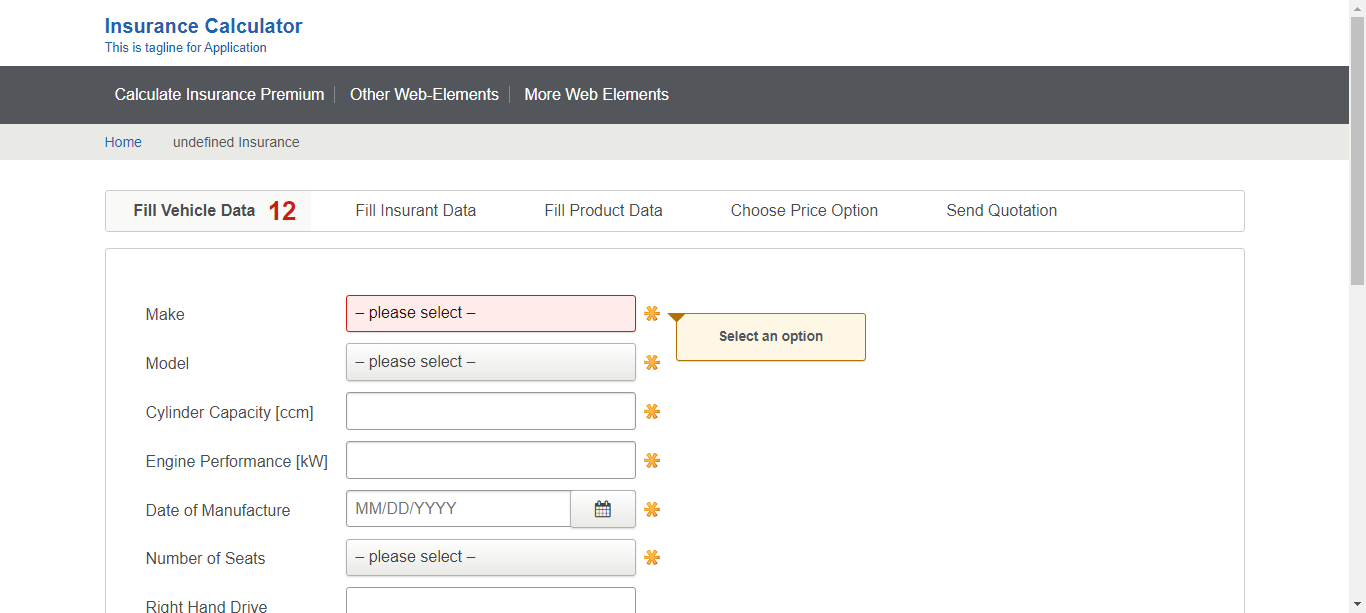 Insurance Calculator
This is tagline for Application
Calculate Insurance Premium Other Web-Elements More Web Elements
Home undefined Insurance
Fill Vehicle Data 12 Fill Insurant Data Fill Product Data Choose Price Option Send Quotation
Make – please select –
Select an option
Model – please select –
Cylinder Capacity [ccm]
Engine Performance [kW]
Date of Manufacture MM/DD/YYYY
Number of Seats – please select –
Right Hand Drive